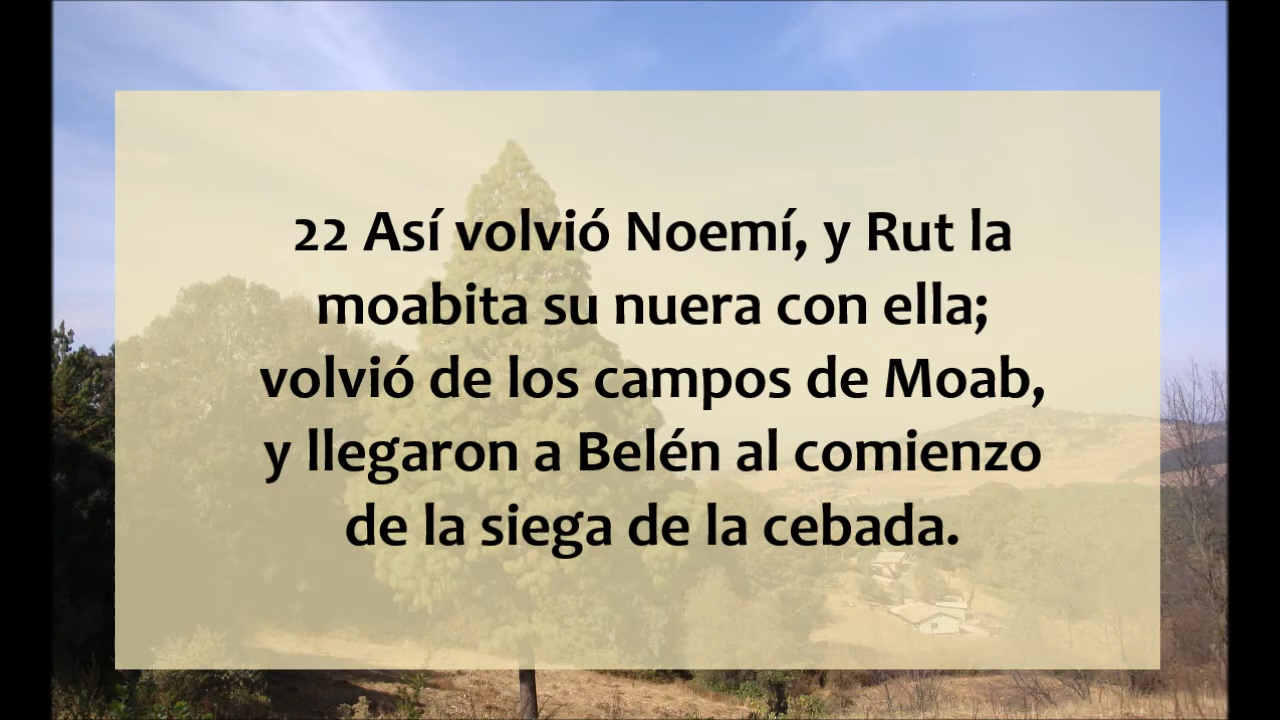 22 Así volvió Noemí, y Rut la
moabita su nuera con ella;
volvió de los campos de Moab,
y llegaron a Belén al comienzo
de la siega de la cebada.